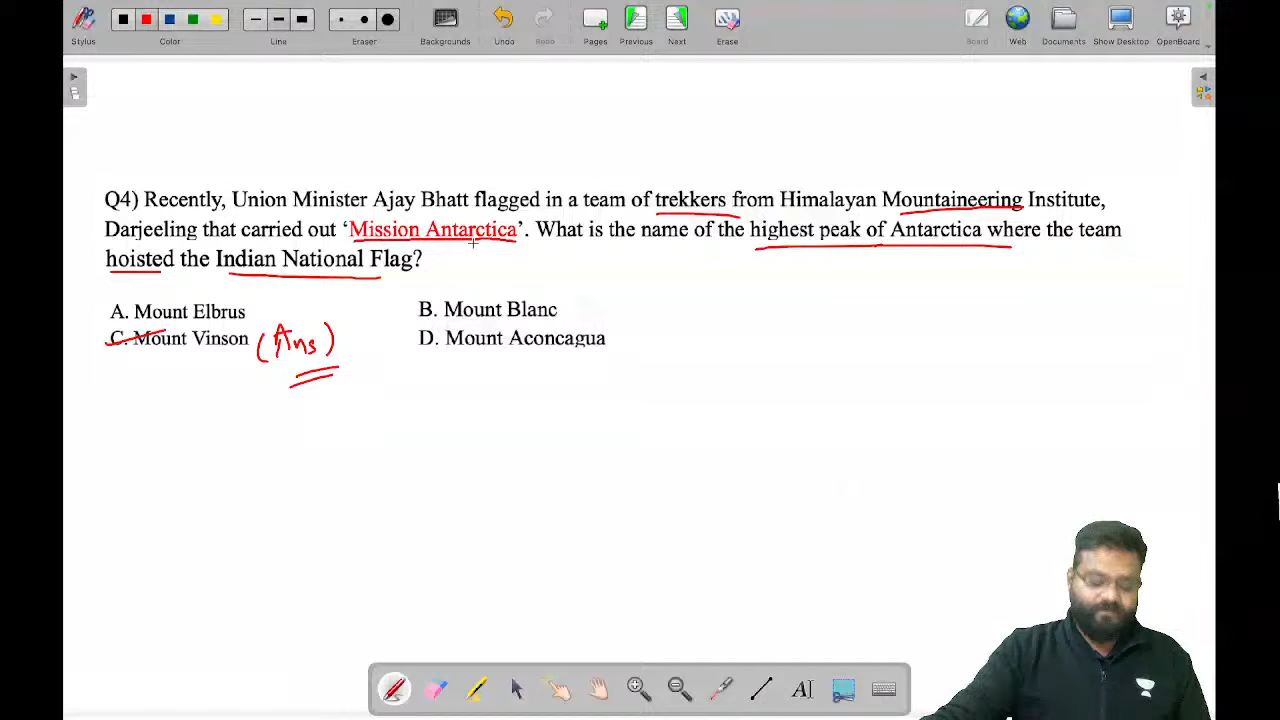 Stylus
Color
Line
Eraser
Backgrounds
Undo
Redo
Pages
Previous
Next
Erase
Board
Web
Documents
Show Desktop
OpenBoard
Q4) Recently, Union Minister Ajay Bhatt flagged in a team of trekkers from Himalayan Mountaineering Institute,
Darjeeling that carried out ‘Mission Antarctica’. What is the name of the highest peak of Antarctica where the team
hoisted the Indian National Flag?
A. Mount Elbrus
B. Mount Blanc
C. Mount Vinson (Ans)
D. Mount Aconcagua